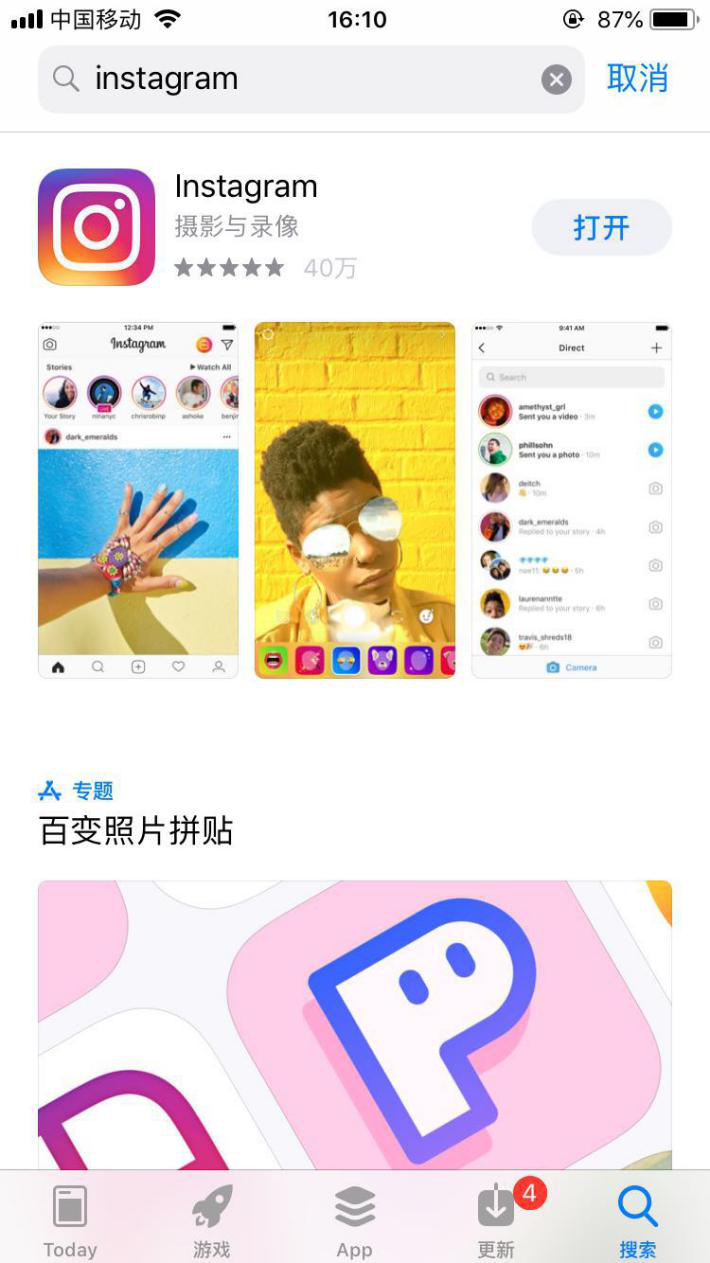 中国移动
16:10
87%
instagram
取消
Instagram
摄影与录像
40万
打开
12:34 PM
Instagram
Stories
Watch All
Your Story
LIVE
ninanyc
chrisrobinp
ashoke
benjir
dark_emeralds
9:41 AM
Direct
Search
amethyst_grl
Sent you a video · 3m
phillsohn
Sent you a photo · 10m
deitch
· 10m
dark_emeralds
Replied to your story · 4h
· 5h
laurenanntte
Replied to your story · 6h
travis_shreds18
· 6h
Camera
专题
百变照片拼贴
P
4
Today
游戏
App
更新
搜索